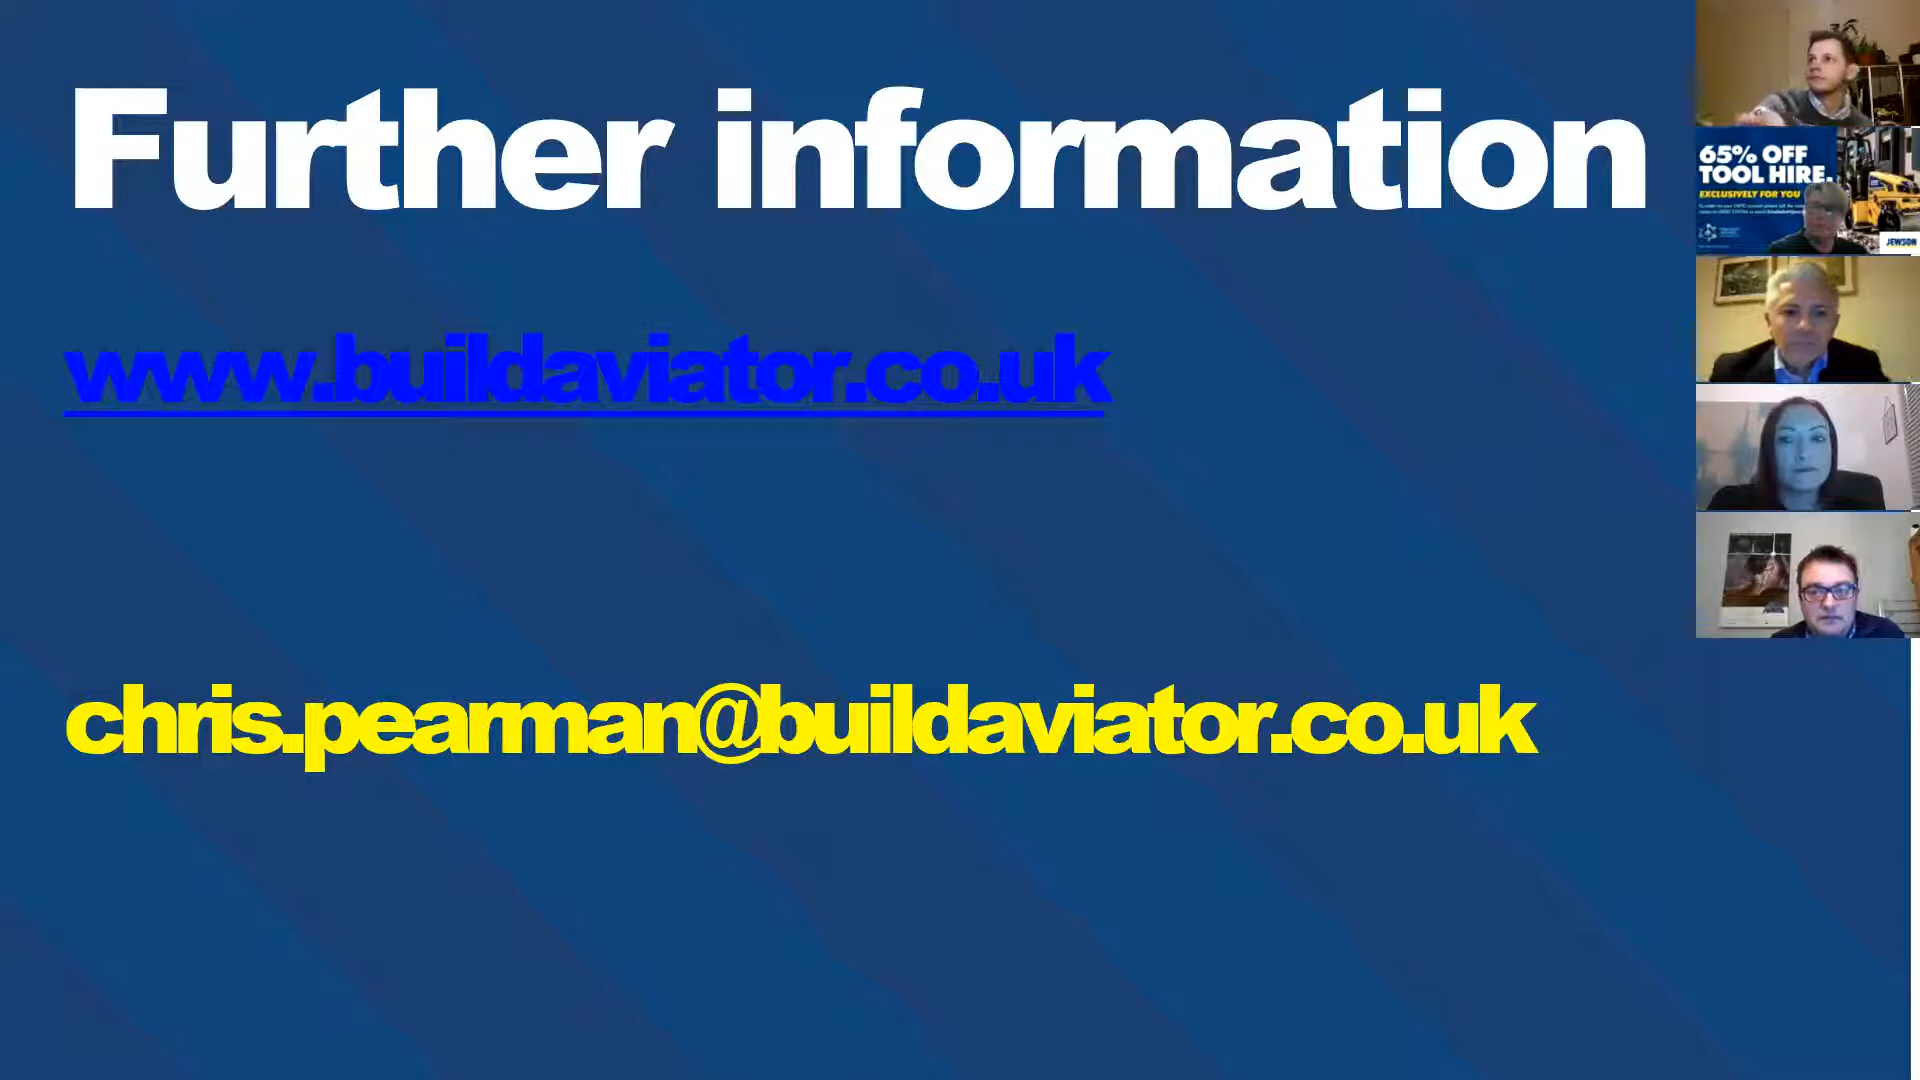 Further information
www.buildaviator.co.uk
chris.pearman@buildaviator.co.uk
65% OFF
TOOL HIRE.
EXCLUSIVELY FOR YOU
JEWSON